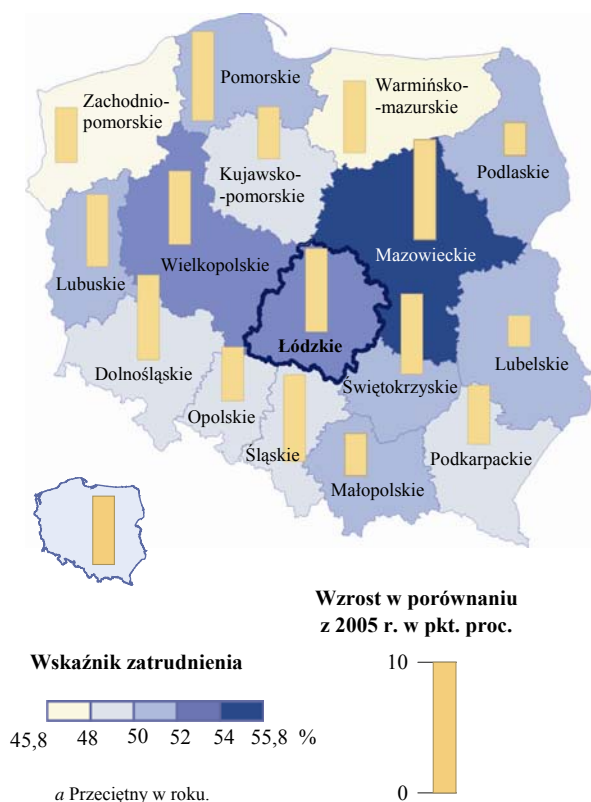 Pomorskie
Zachodnio-
pomorskie
Warmińsko-
-mazurskie
Podlaskie
Kujawsko-
-pomorskie
Mazowieckie
Wielkopolskie
Lubuskie
Łódzkie
Lubelskie
Dolnośląskie
Świętokrzyskie
Opolskie
Śląskie
Podkarpackie
Małopolskie
Wzrost w porównaniu
z 2005 r. w pkt. proc.
Wskaźnik zatrudnienia
10
45,8 48 50 52 54 55,8 %
0
a Przeciętny w roku.